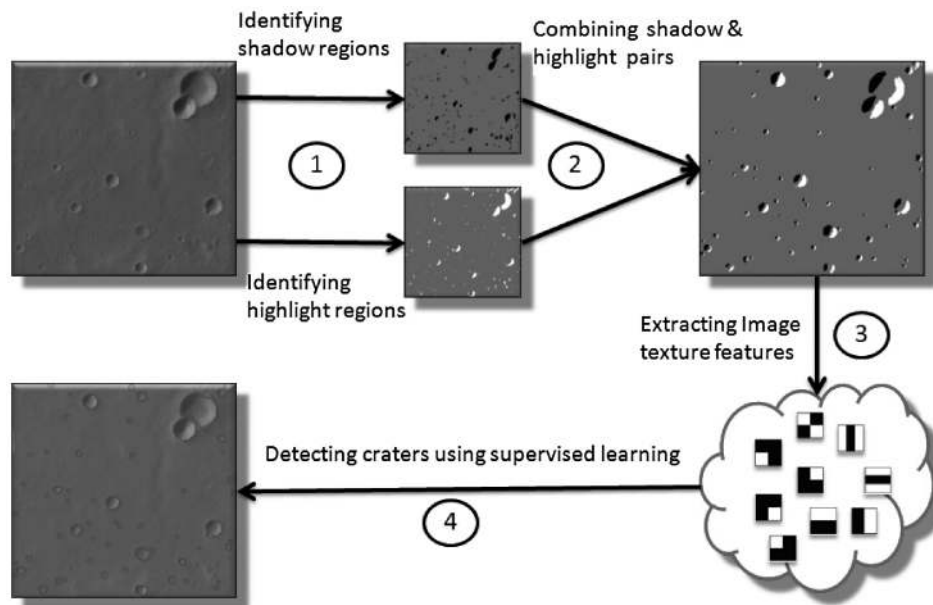 Identifying
shadow regions
Combining shadow &
highlight pairs
1
2
Identifying
highlight regions
Extracting Image
texture features
3
Detecting craters using supervised learning
4